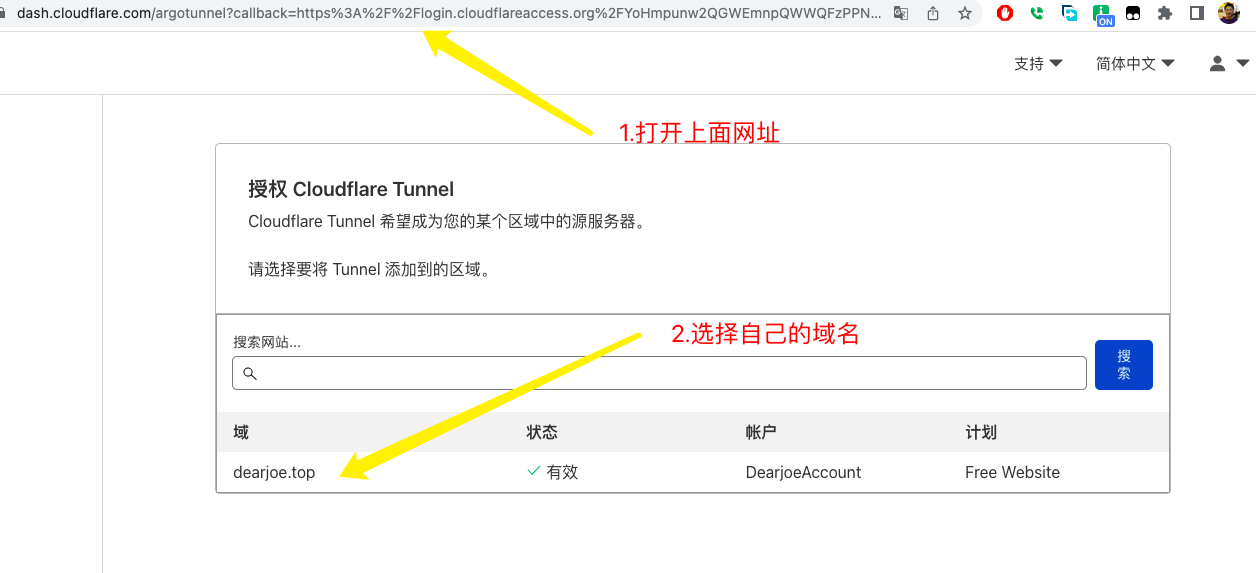 dash.cloudflare.com/argotunnel?callback=https%3A%2F%2Flogin.cloudflareaccess.org%2FYoHmpunw2QGWEmnpQWWQFzPPN...
ON
支持
简体中文
1.打开上面网址
授权 Cloudflare Tunnel
Cloudflare Tunnel 希望成为您的某个区域中的源服务器。
请选择要将 Tunnel 添加到的区域。
2.选择自己的域名
搜索网站...
搜
索
域 状态 帐户 计划
dearjoe.top 有效 DearjoeAccount Free Website